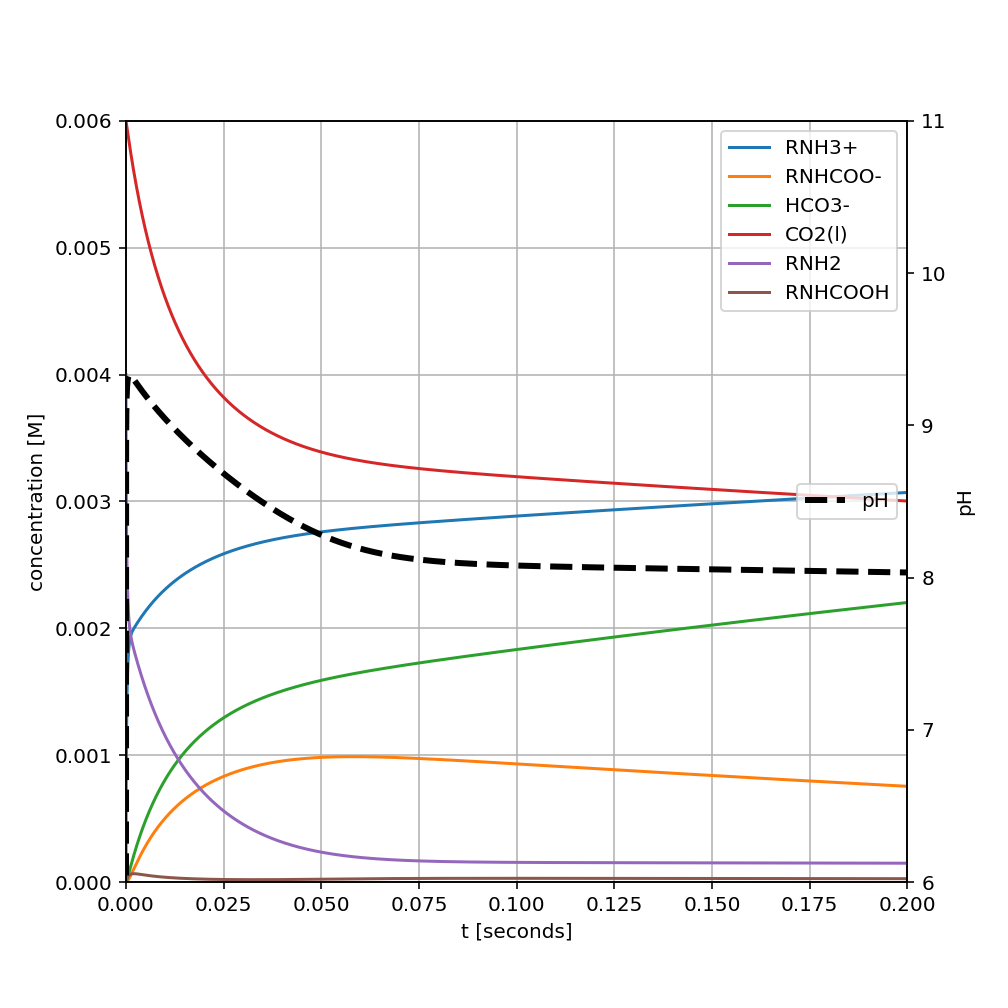 0.006
0.005
0.004
0.003
0.002
0.001
0.000
concentration [M]
11
10
9
8
7
6
pH
RNH3+
RNHCOO-
HCO3-
CO2(l)
RNH2
RNHCOOH
pH
0.000 0.025 0.050 0.075 0.100 0.125 0.150 0.175 0.200
t [seconds]